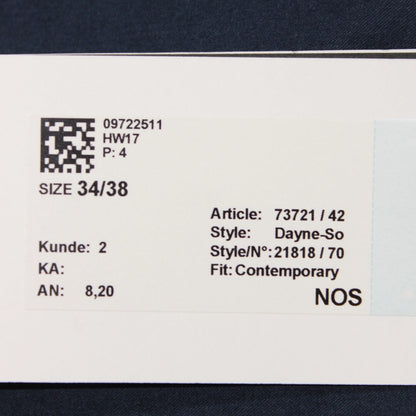 09722511
HW17
P: 4
SIZE 34/38
Article: 73721 / 42
Style: Dayne-So
Style/N°: 21818 / 70
Fit: Contemporary
Kunde: 2
KA:
AN: 8,20
NOS